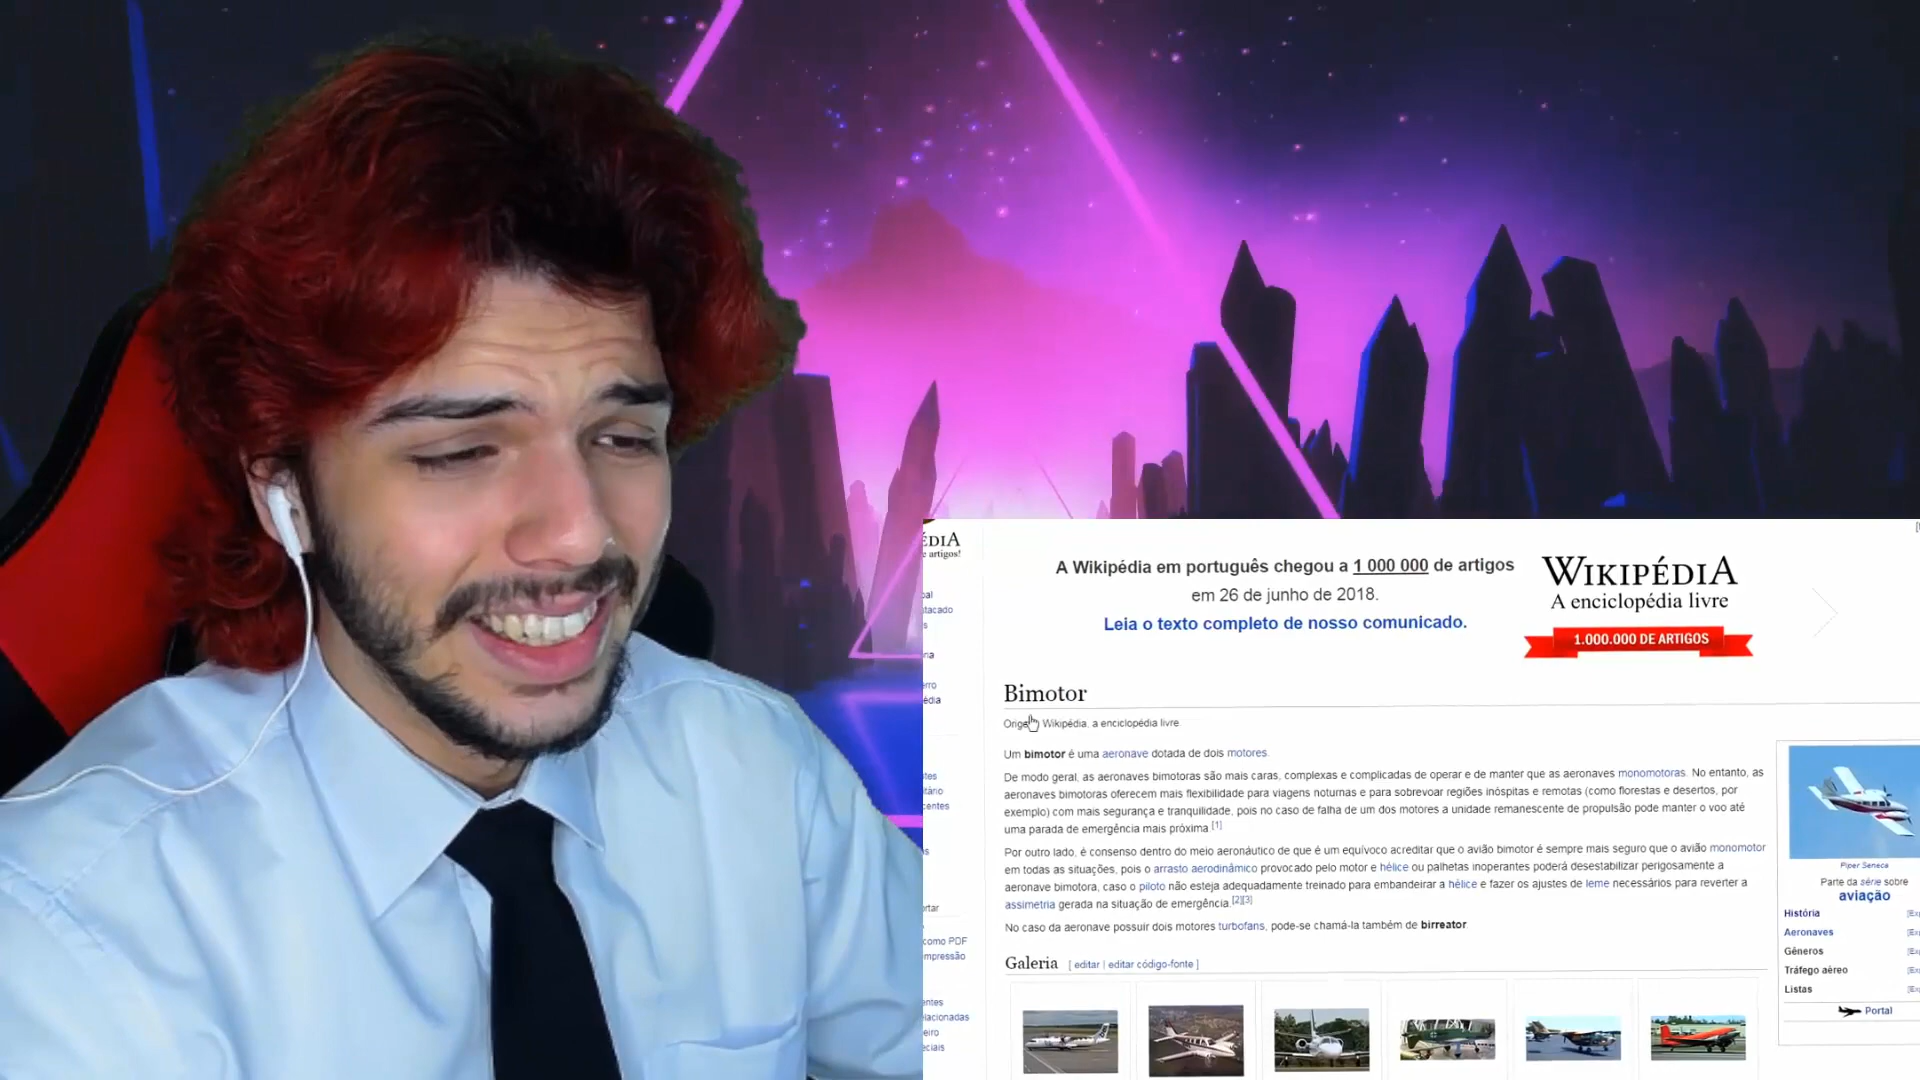 A Wikipédia em português chegou a 1 000 000 de artigos
em 26 de junho de 2018.
Leia o texto completo de nosso comunicado.
WIKIPÉDIA
A enciclopédia livre
1.000.000 DE ARTIGOS
Bimotor
Wikipédia, a enciclopédia livre
Um bimotor é uma aeronave dotada de dois motores.
De modo geral, as aeronaves bimotoras são mais caras, complexas e complicadas de operar e de manter que as aeronaves monomotoras. No entanto, as
aeronaves bimotoras oferecem mais flexibilidade para viagens noturnas e para sobrevoar regiões inóspitas e remotas (como florestas e desertos, por
exemplo) com mais segurança e tranquilidade, pois no caso de falha de um dos motores a unidade remanescente de propulsão pode manter o voo até
uma parada de emergência mais próxima.[1]
Por outro lado, é consenso dentro do meio aeronáutico de que é um equívoco acreditar que o avião bimotor é sempre mais seguro que o avião monomotor
em todas as situações, pois o arrasto aerodinâmico provocado pelo motor e hélice ou palhetas inoperantes poderá desestabilizar perigosamente a
aeronave bimotora, caso o piloto não esteja adequadamente treinado para embandeirar a hélice e fazer os ajustes de leme necessários para reverter a
assimetria gerada na situação de emergência.[2][3]
No caso da aeronave possuir dois motores turbofans, pode-se chamá-la também de birreator
Galeria [ editar | editar código-fonte ]
Piper Seneca
Parte da série sobre
aviação
História
Aeronaves
Gêneros
Tráfego aéreo
Listas
Portal
como PDF